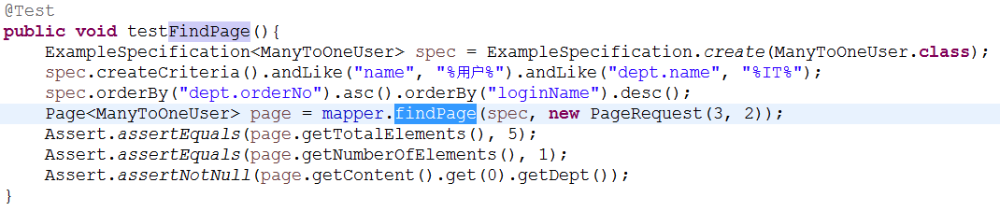 @Test
public void testFindPage(){
    ExampleSpecification<ManyToOneUser> spec = ExampleSpecification.create(ManyToOneUser.class);
    spec.createCriteria().andLike("name", "%用户%").andLike("dept.name", "%IT%");
    spec.orderBy("dept.orderNo").asc().orderBy("loginName").desc();
    Page<ManyToOneUser> page = mapper.findPage(spec, new PageRequest(3, 2));
    Assert.assertEquals(page.getTotalElements(), 5);
    Assert.assertEquals(page.getNumberOfElements(), 1);
    Assert.assertNotNull(page.getContent().get(0).getDept());
}